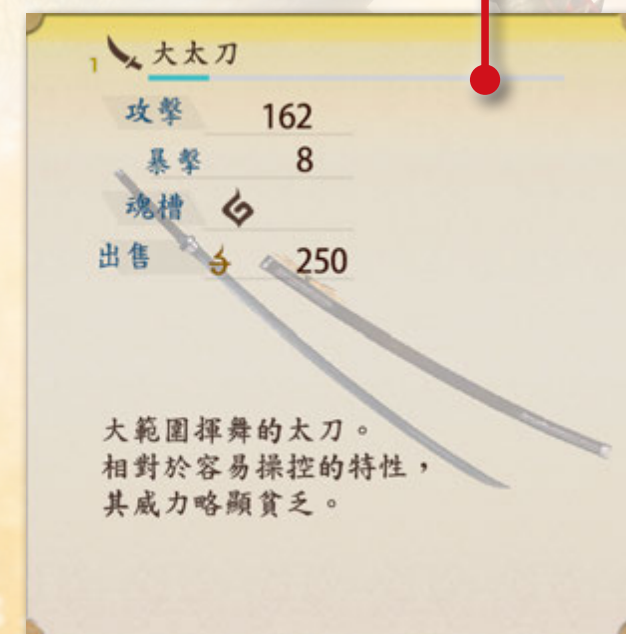 1 大太刀
攻擊 162
暴擊 8
魂槽
出售 250
大範圍揮舞的太刀。
相對於容易操控的特性，
其威力略顯貧乏。